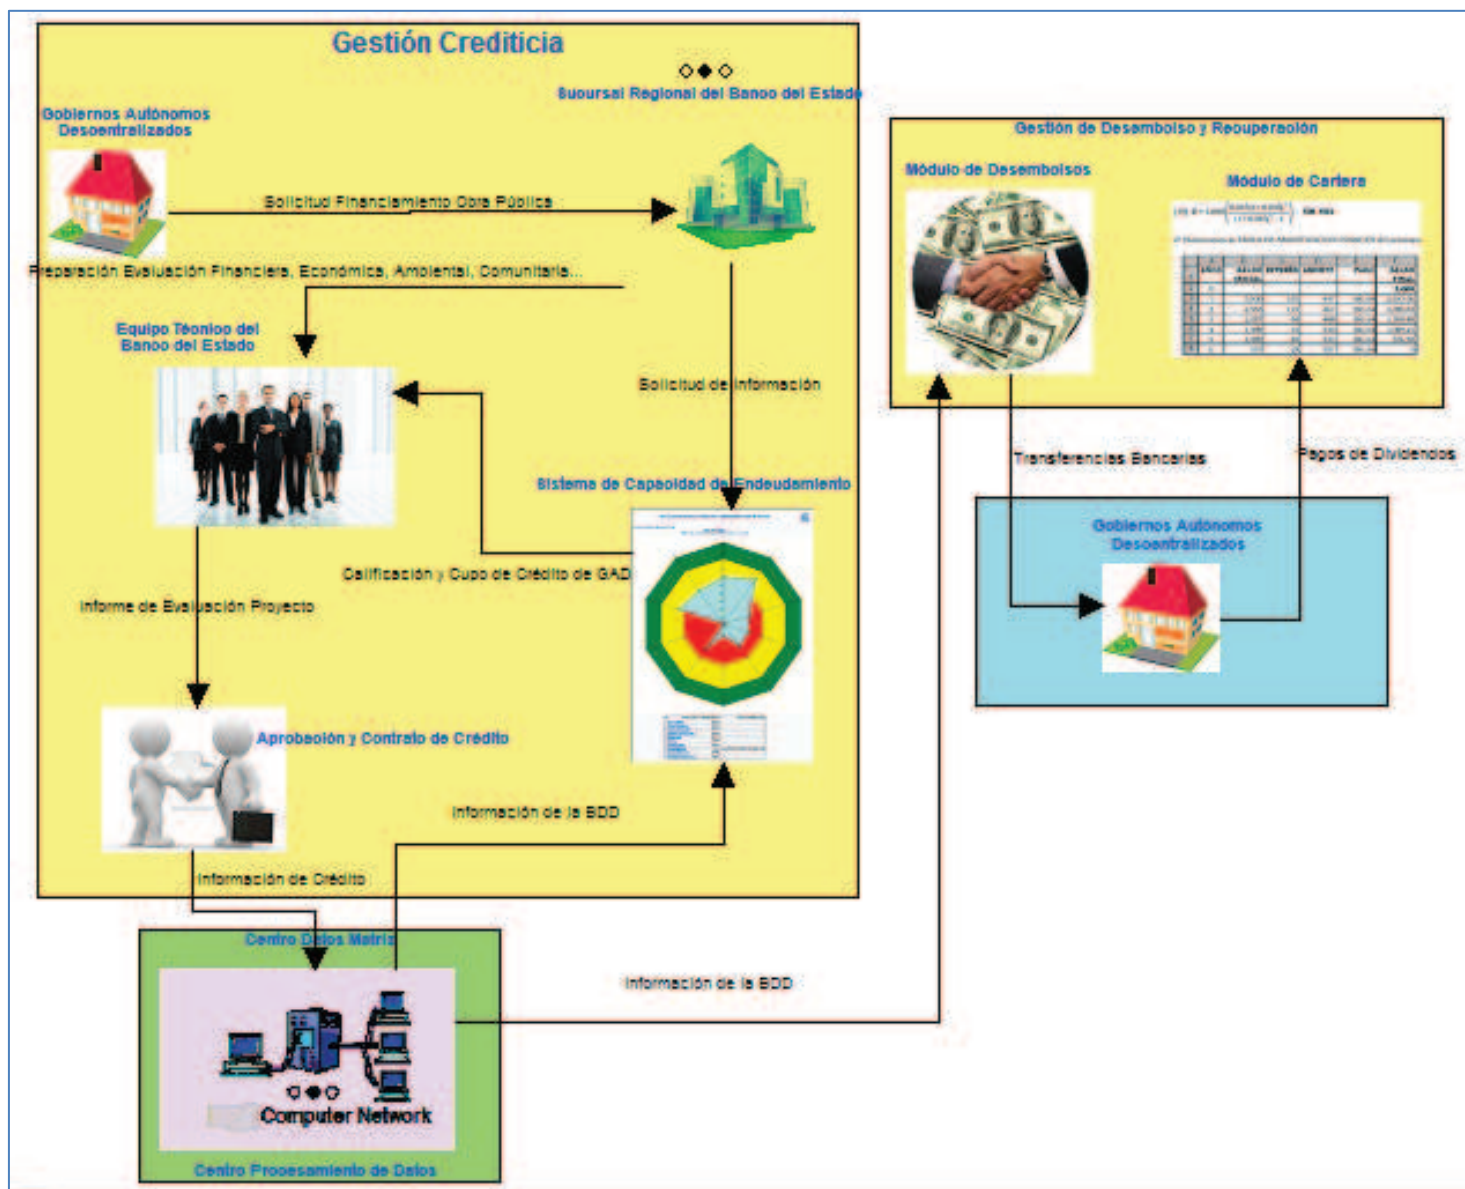 Gestión Crediticia
Sucursal Regional del Banco del Estado
Gobiernos Autónomos
Descentralizados
Solicitud Financiamiento Obra Pública
Preparación Evaluación Financiera, Económica, Ambiental, Comunitaria...
Equipo Técnico del
Banco del Estado
Solicitud de Información
Sistema de Capacidad de Endeudamiento
Calificación y Cupo de Crédito de GAD
Informe de Evaluación Proyecto
Aprobación y Contrato de Crédito
Información de la BDD
Información de Crédito
Centro Datos Matriz
Computer Network
Centro Procesamiento de Datos
Información de la BDD
Gestión de Desembolso y Recuperación
Módulo de Desembolsos
Módulo de Cartera
Transferencias Bancarias
Pagos de Dividendos
Gobiernos Autónomos
Descentralizados